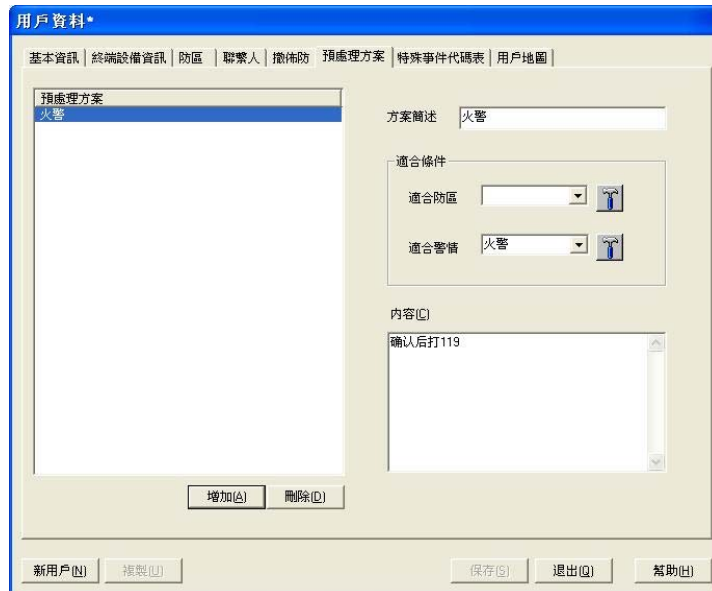 用戶資料*
基本資訊 終端設備資訊 防區 聯繫人 撤佈防 預處理方案 特殊事件代碼表 用戶地圖
預處理方案
火警
方案簡述 火警
適合條件
適合防區
適合警情 火警
内容(C)
确认后打119
增加(A) 刪除(D)
新用戶(N) 複製(U) 保存(S) 退出(Q) 幫助(H)